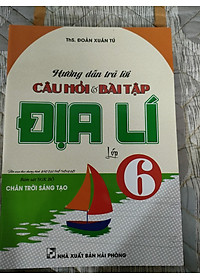 ThS. ĐOÀN XUÂN TÚ
Hướng dẫn trả lời
CÂU HỎI & BÀI TẬP
ĐỊA LÍ
Lớp 6
CHÂN TRỜI SÁNG TẠO
NHÀ XUẤT BẢN HẢI PHÒNG